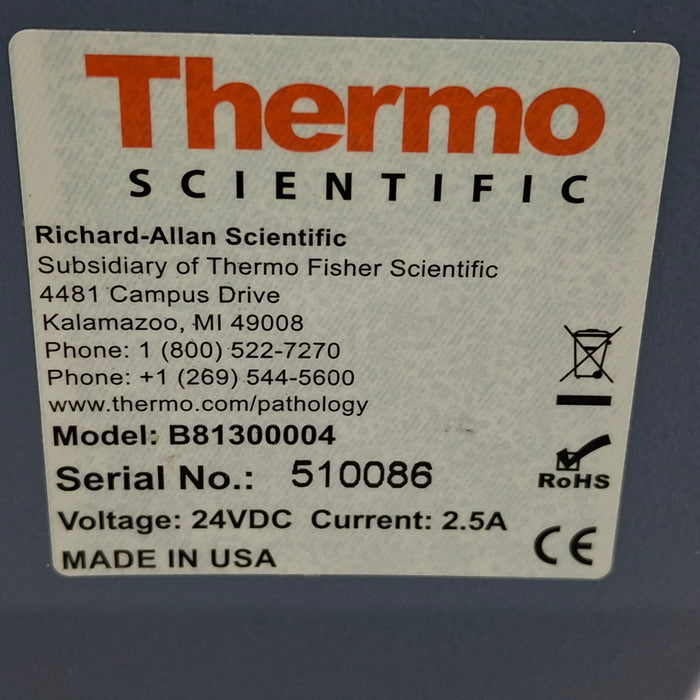 Thermo
SCIENTIFIC
Richard-Allan Scientific
Subsidiary of Thermo Fisher Scientific
4481 Campus Drive
Kalamazoo, MI 49008
Phone: 1 (800) 522-7270
Phone: +1 (269) 544-5600
www.thermo.com/pathology
Model: B81300004
Serial No.: 510086
RoHS
Voltage: 24VDC Current: 2.5A
MADE IN USA
CE